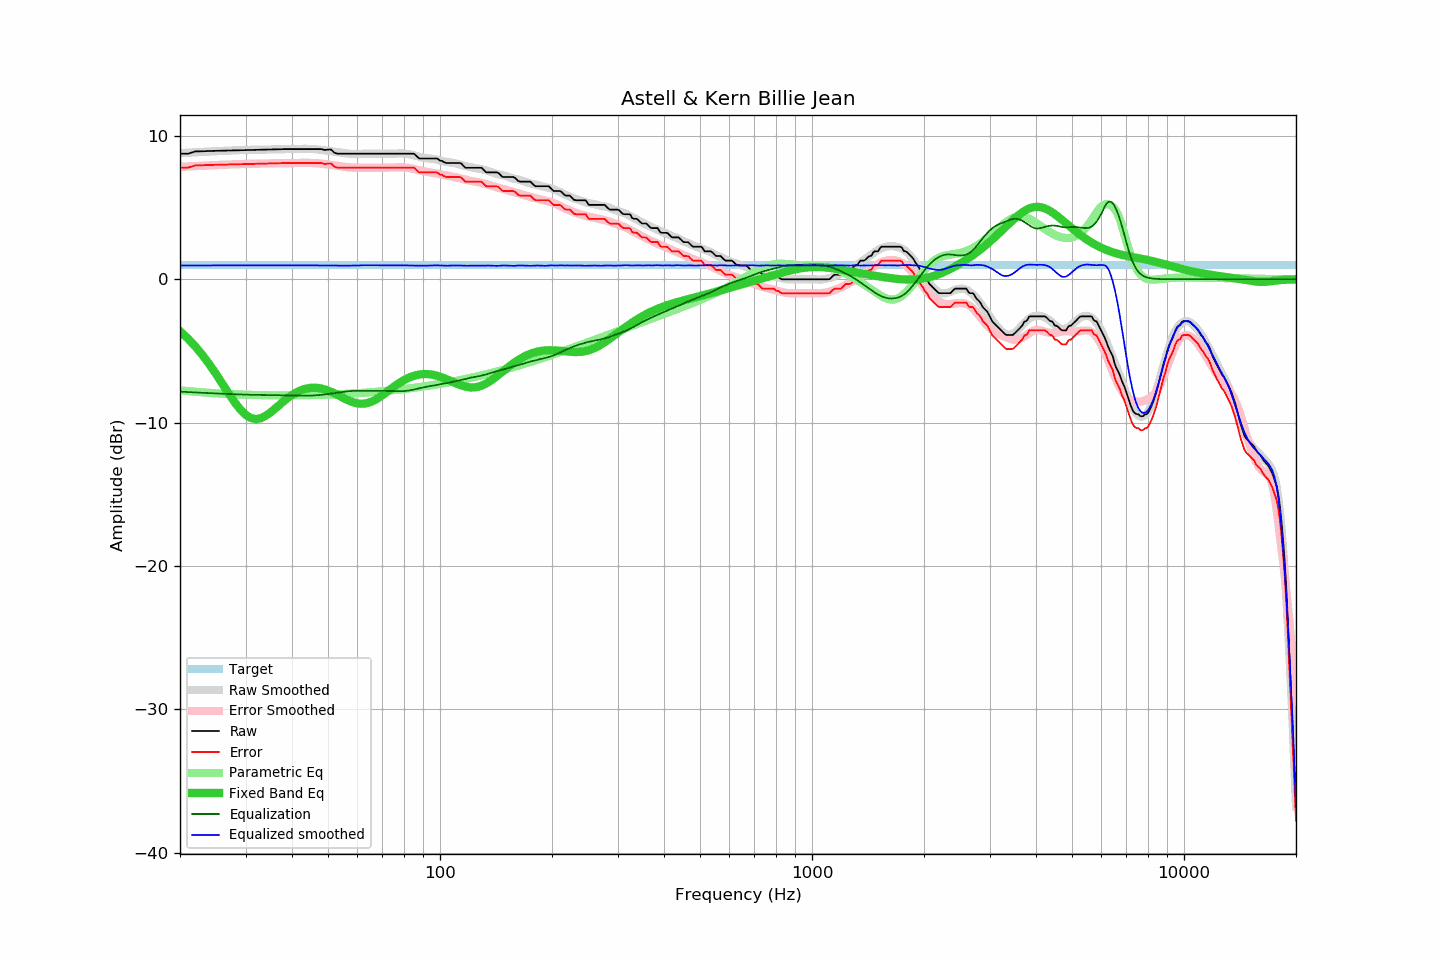 Astell & Kern Billie Jean
10
0
−10
−20
−30
−40
Amplitude (dBr)
Target
Raw Smoothed
Error Smoothed
Raw
Error
Parametric Eq
Fixed Band Eq
Equalization
Equalized smoothed
100
1000
10000
Frequency (Hz)